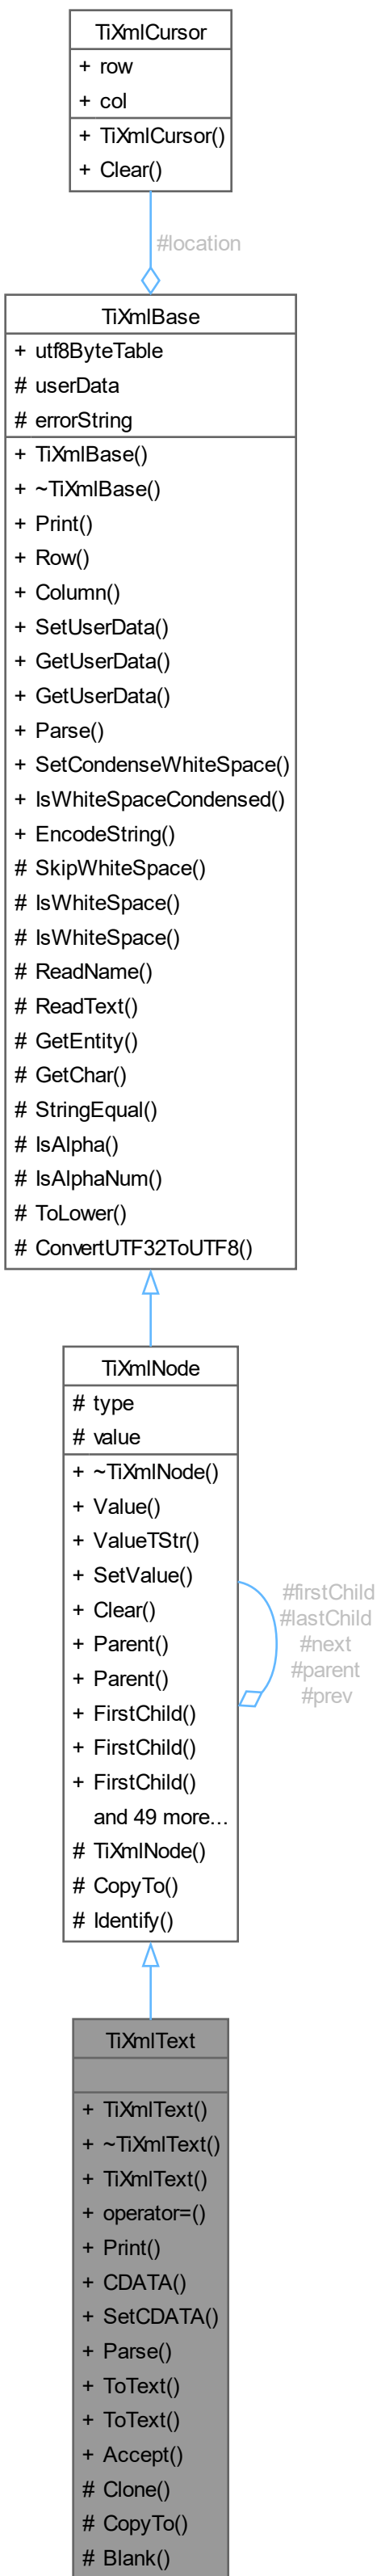 TiXmlCursor
+ row
+ col
+ TiXmlCursor()
+ Clear()
#location
TiXmlBase
+ utf8ByteTable
# userData
# errorString
+ TiXmlBase()
+ ~TiXmlBase()
+ Print()
+ Row()
+ Column()
+ SetUserData()
+ GetUserData()
+ GetUserData()
+ Parse()
+ SetCondenseWhiteSpace()
+ IsWhiteSpaceCondensed()
+ EncodeString()
# SkipWhiteSpace()
# IsWhiteSpace()
# IsWhiteSpace()
# ReadName()
# ReadText()
# GetEntity()
# GetChar()
# StringEqual()
# IsAlpha()
# IsAlphaNum()
# ToLower()
# ConvertUTF32ToUTF8()
TiXmlNode
# type
# value
+ ~TiXmlNode()
+ Value()
+ ValueTStr()
+ SetValue()
+ Clear()
+ Parent()
+ Parent()
+ FirstChild()
+ FirstChild()
+ FirstChild()
and 49 more...
# TiXmlNode()
# CopyTo()
# Identify()
#firstChild
#lastChild
#next
#parent
#prev
TiXmlText
+ TiXmlText()
+ ~TiXmlText()
+ TiXmlText()
+ operator=()
+ Print()
+ CDATA()
+ SetCDATA()
+ Parse()
+ ToText()
+ ToText()
+ Accept()
# Clone()
# CopyTo()
# Blank()